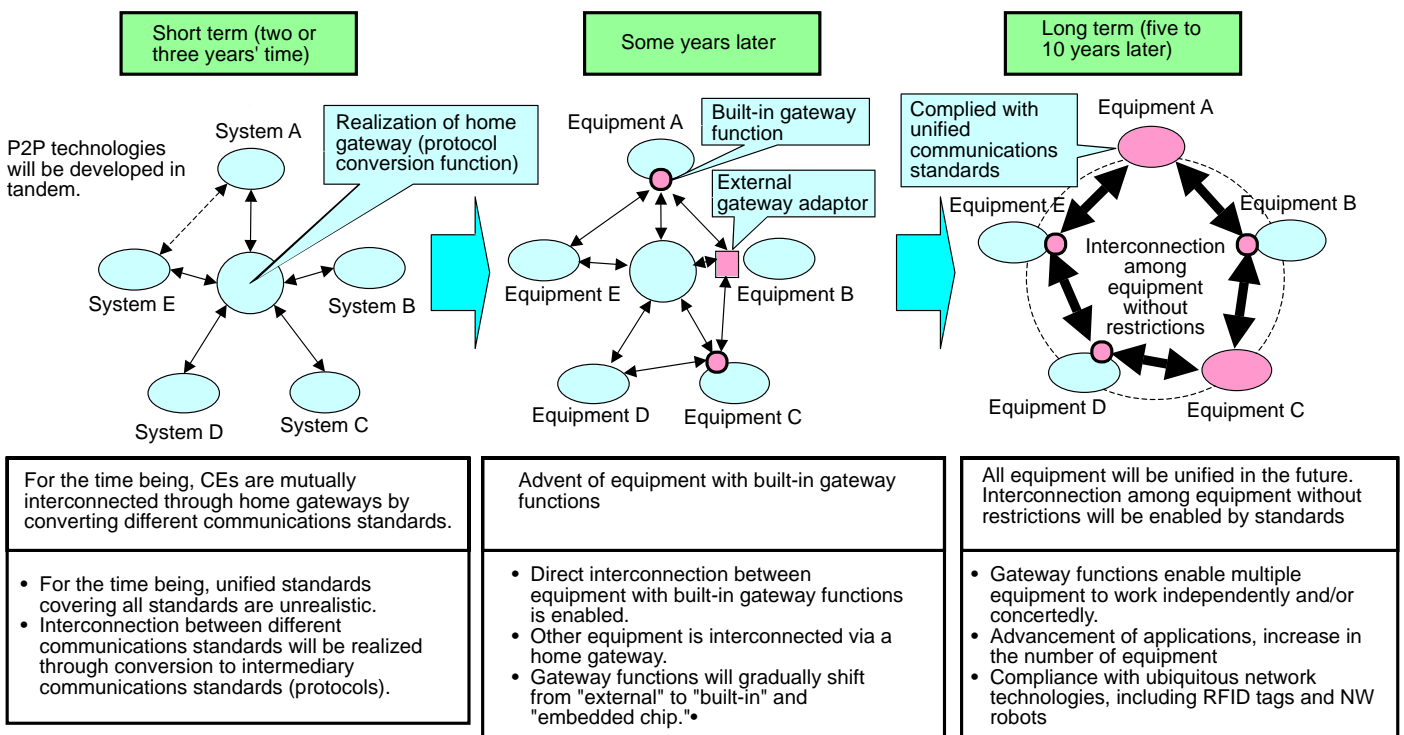 Short term (two or
three years' time)
Some years later
Long term (five to
10 years later)
P2P technologies
will be developed in
tandem.
System A
Realization of home
gateway (protocol
conversion function)
System E
System B
System D
System C
Equipment A
Built-in gateway
function
External
gateway adaptor
Equipment E
Equipment B
Equipment D
Equipment C
Complied with
unified
communications
standards
Equipment A
Equipment E
Equipment B
Interconnection
among
equipment
without
restrictions
Equipment D
Equipment C
For the time being, CEs are mutually
interconnected through home gateways by
converting different communications standards.
• For the time being, unified standards
covering all standards are unrealistic.
• Interconnection between different
communications standards will be realized
through conversion to intermediary
communications standards (protocols).
Advent of equipment with built-in gateway
functions
• Direct interconnection between
equipment with built-in gateway functions
is enabled.
• Other equipment is interconnected via a
home gateway.
• Gateway functions will gradually shift
from "external" to "built-in" and
"embedded chip."•
All equipment will be unified in the future.
Interconnection among equipment without
restrictions will be enabled by standards
• Gateway functions enable multiple
equipment to work independently and/or
concertedly.
• Advancement of applications, increase in
the number of equipment
• Compliance with ubiquitous network
technologies, including RFID tags and NW
robots